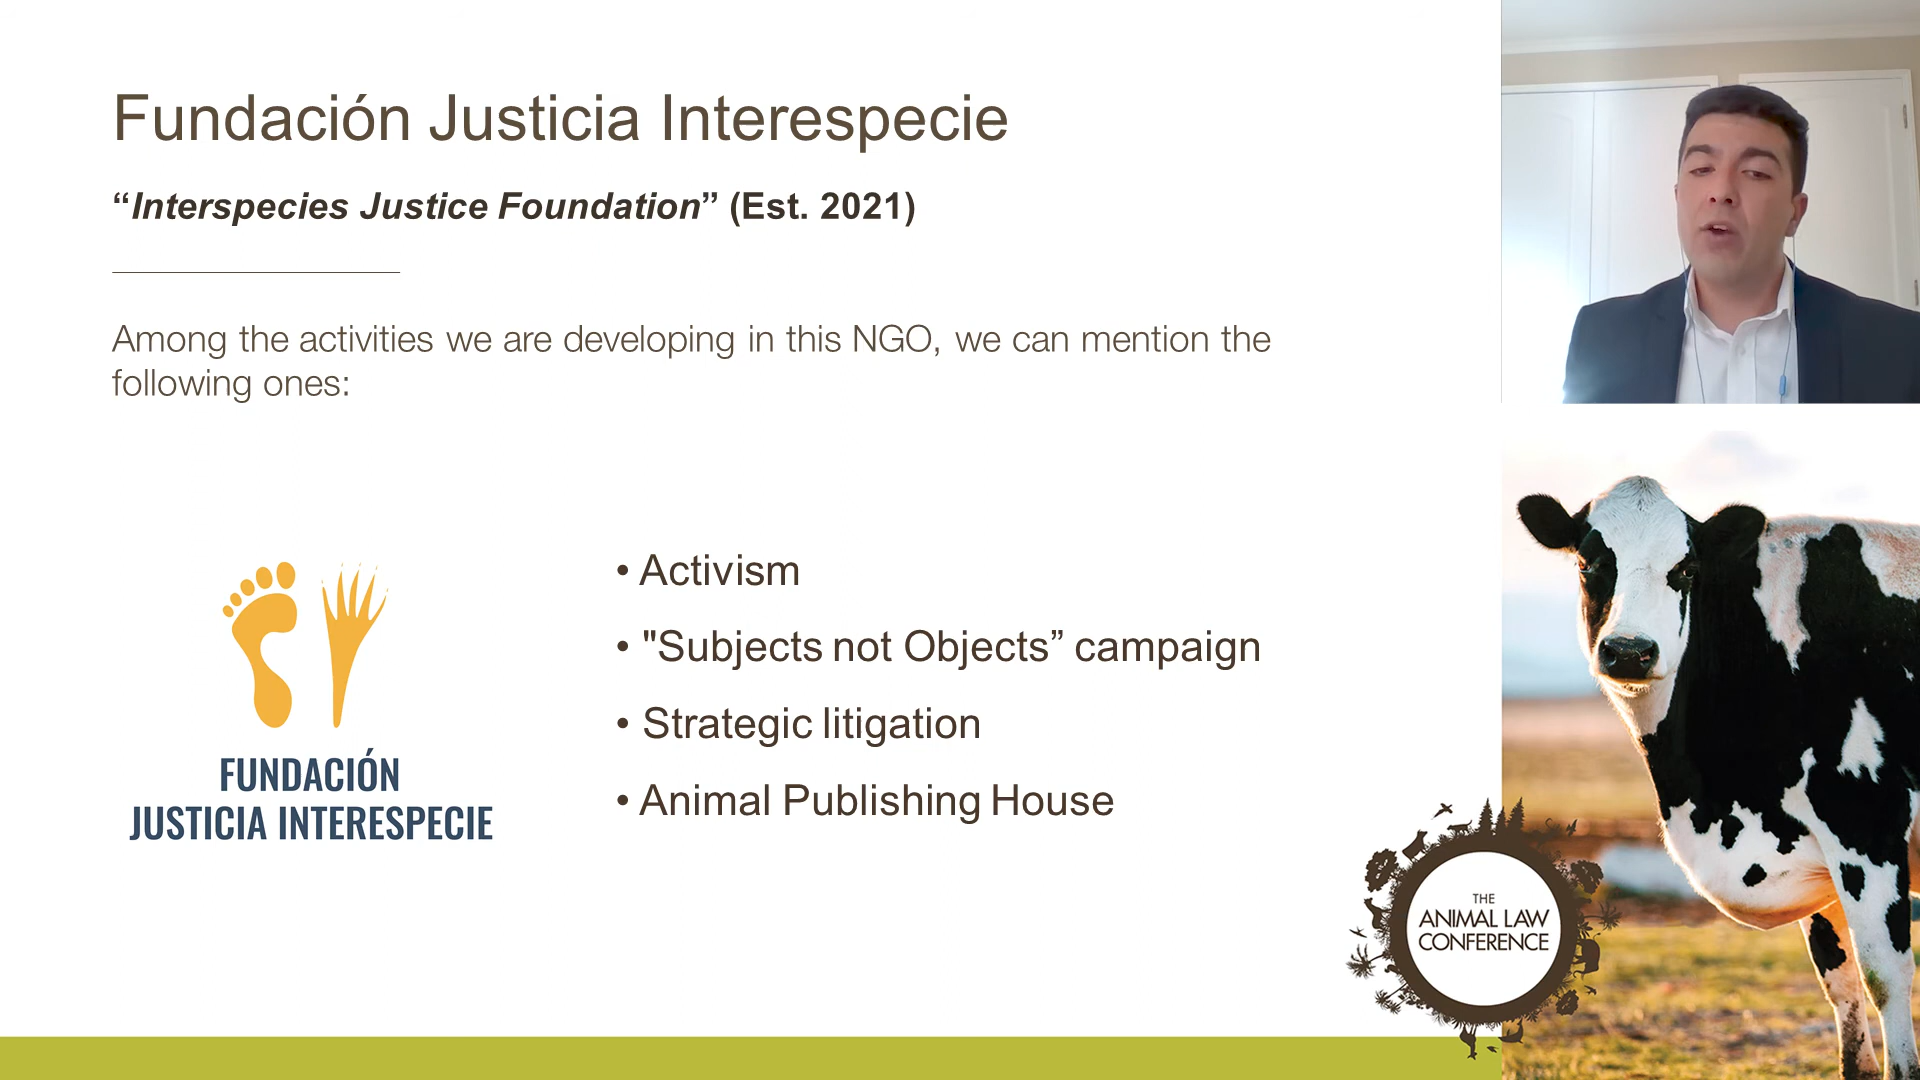 Fundación Justicia Interespecie
“Interspecies Justice Foundation” (Est. 2021)
Among the activities we are developing in this NGO, we can mention the
following ones:
• Activism
• "Subjects not Objects” campaign
• Strategic litigation
• Animal Publishing House
FUNDACIÓN
JUSTICIA INTERESPECIE
THE
ANIMAL LAW
CONFERENCE